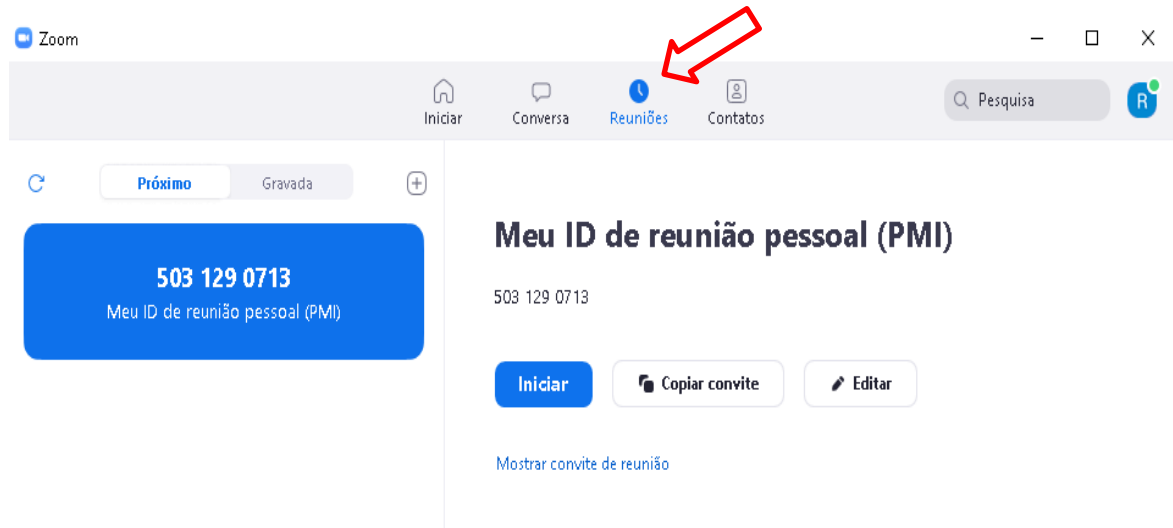 Zoom
Iniciar
Conversa
Reuniões
Contatos
Pesquisa
R
Próximo
Gravada
503 129 0713
Meu ID de reunião pessoal (PMI)
Meu ID de reunião pessoal (PMI)
503 129 0713
Iniciar
Copiar convite
Editar
Mostrar convite de reunião